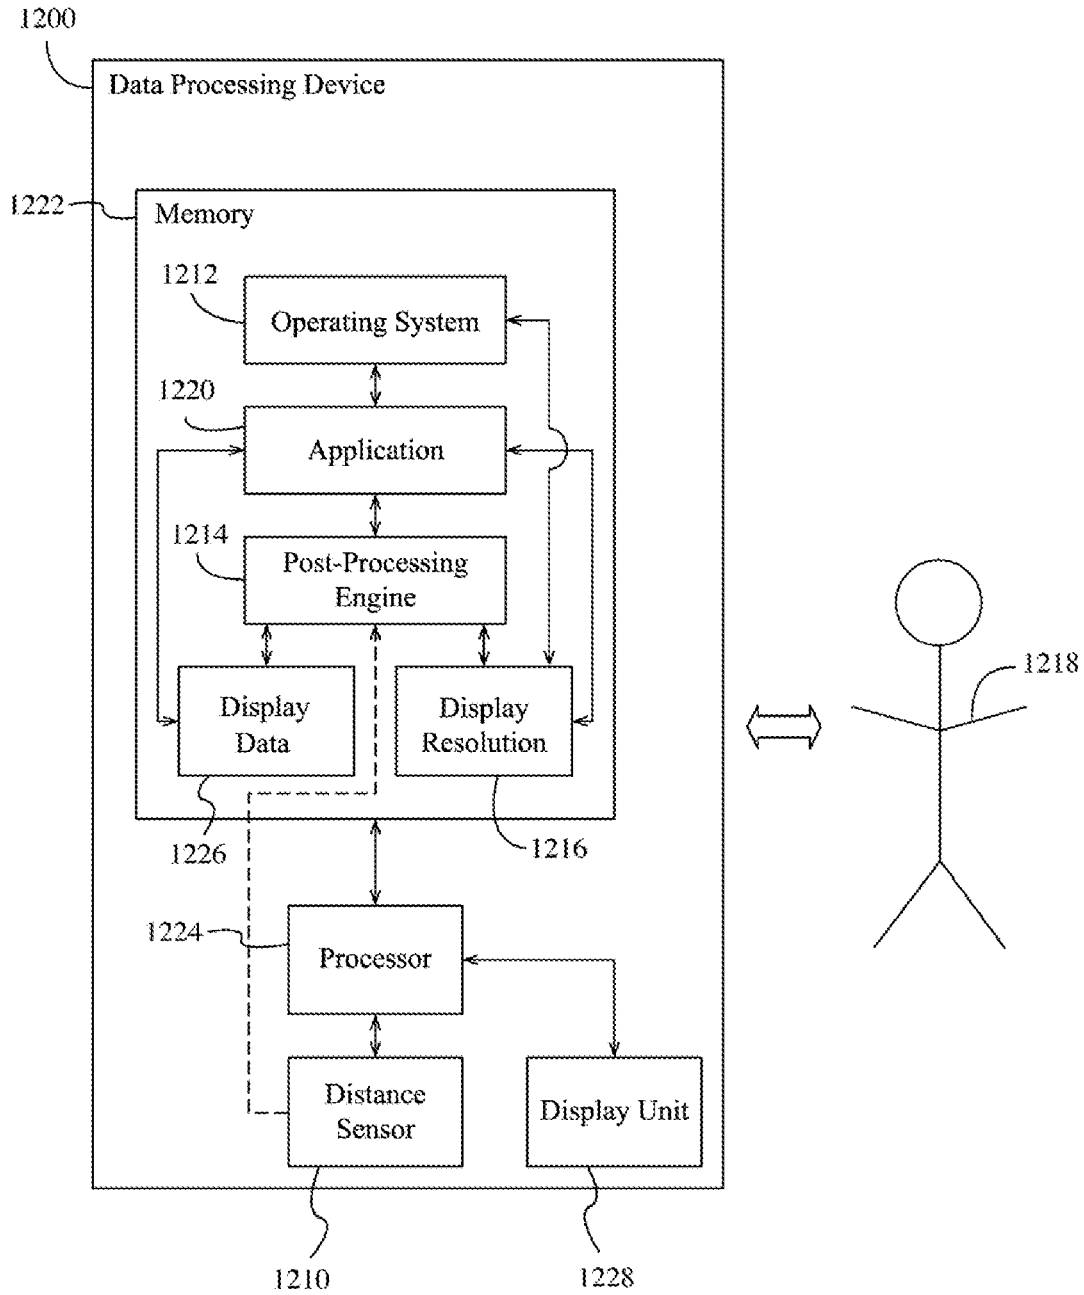 1200
Data Processing Device
1222
Memory
1212
Operating System
1220
Application
1214
Post-Processing
Engine
1218
Display
Data
Display
Resolution
1226
1216
1224
Processor
Distance
Sensor
Display Unit
1210
1228